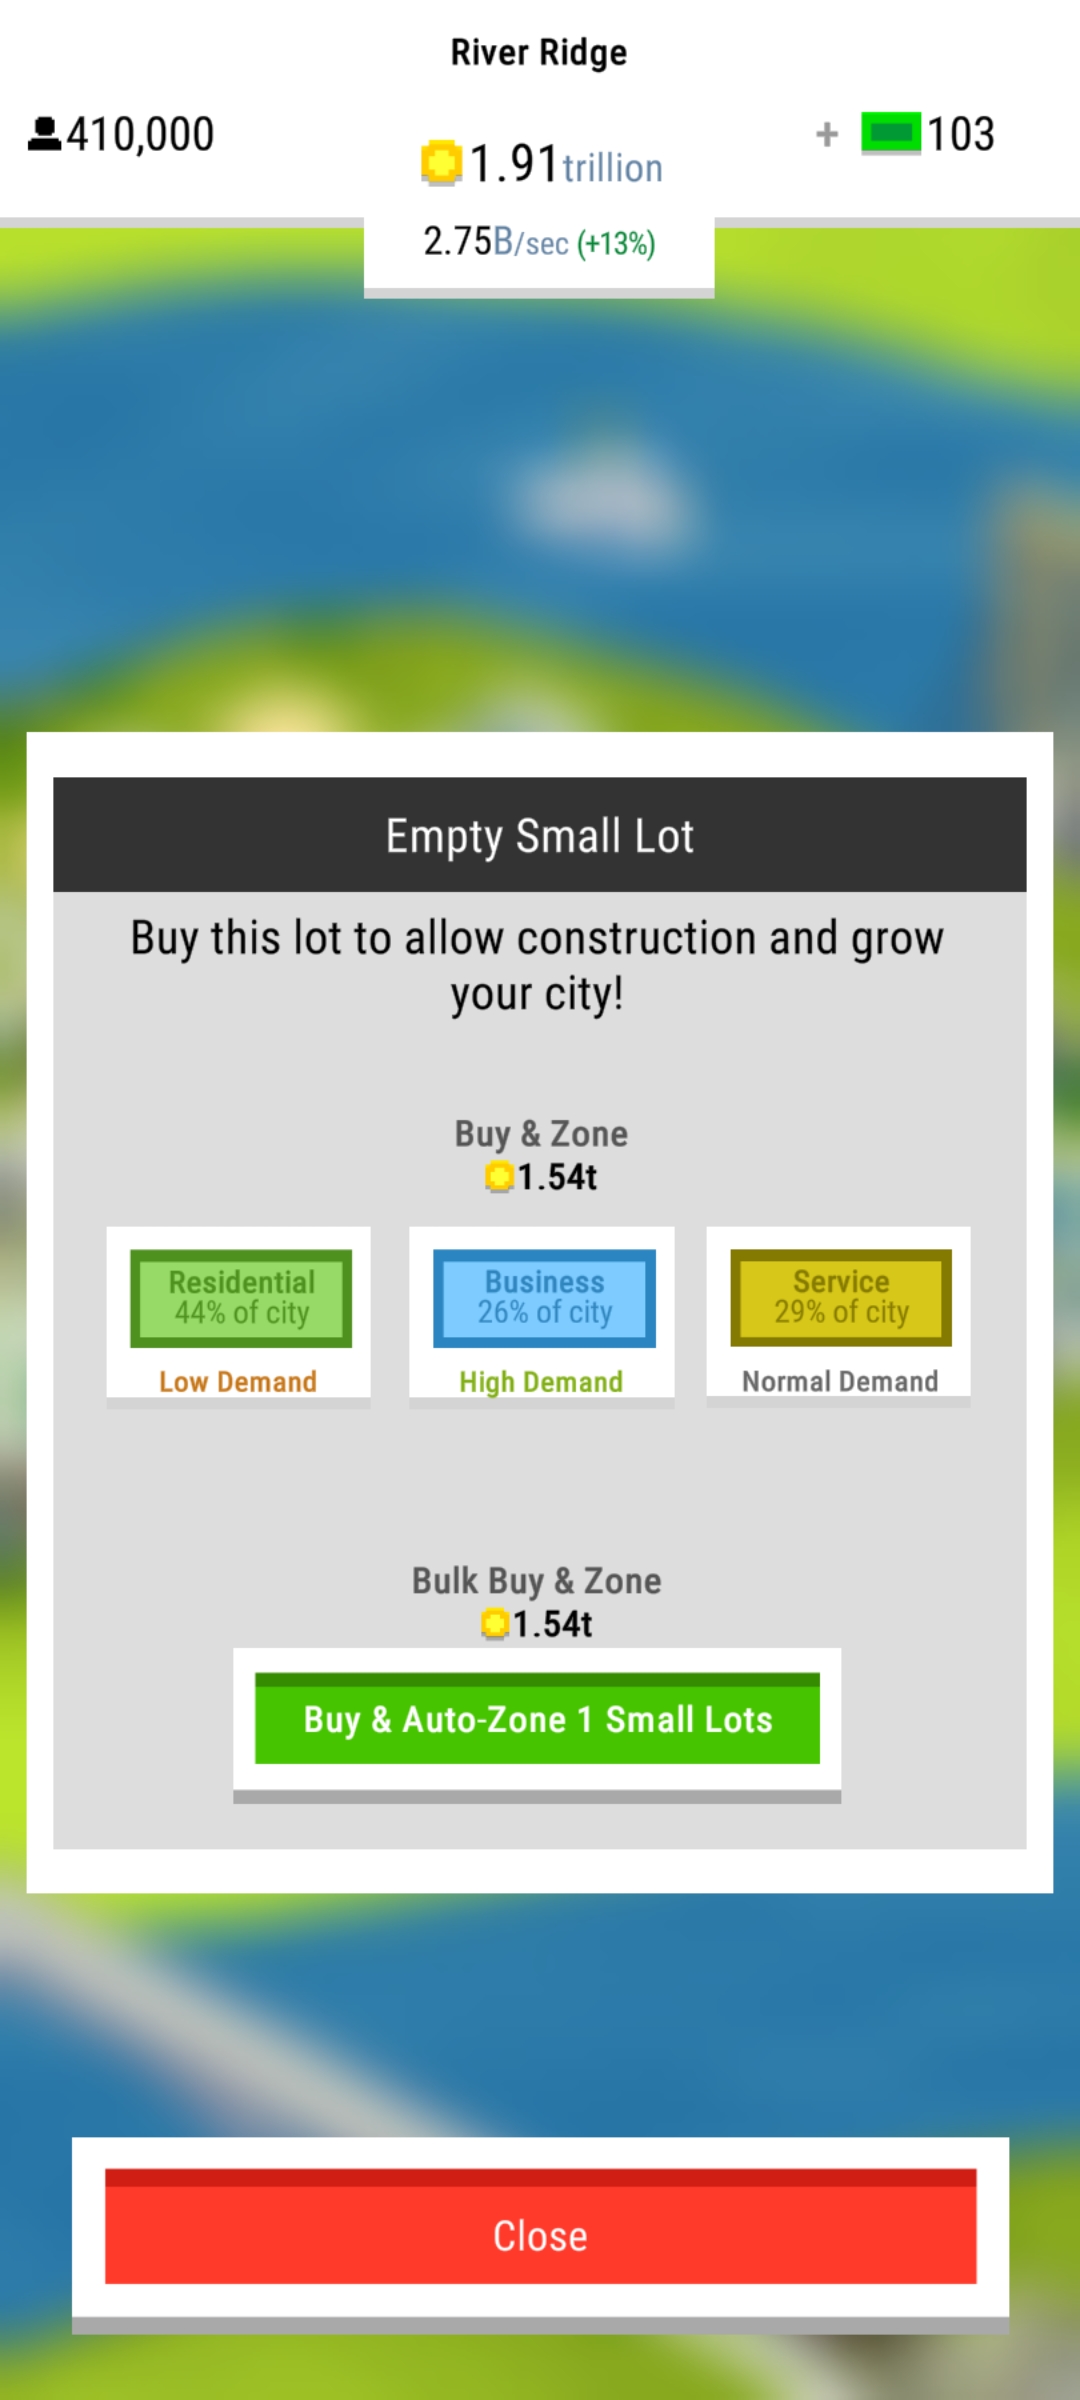 River Ridge
410,000
1.91 trillion
+ 103
2.75B/sec (+13%)
Empty Small Lot
Buy this lot to allow construction and grow
your city!
Buy & Zone
1.54t
Residential
44% of city
Low Demand
Business
26% of city
High Demand
Service
29% of city
Normal Demand
Bulk Buy & Zone
1.54t
Buy & Auto-Zone 1 Small Lots
Close